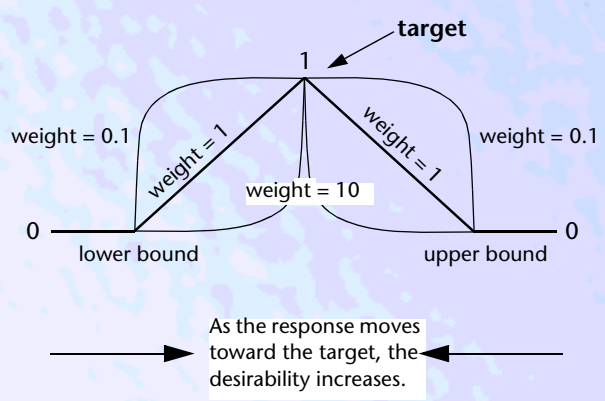 target
1
weight = 0.1
weight = 1
weight = 1
weight = 0.1
weight = 10
0
0
lower bound
upper bound
As the response moves
toward the target, the
desirability increases.